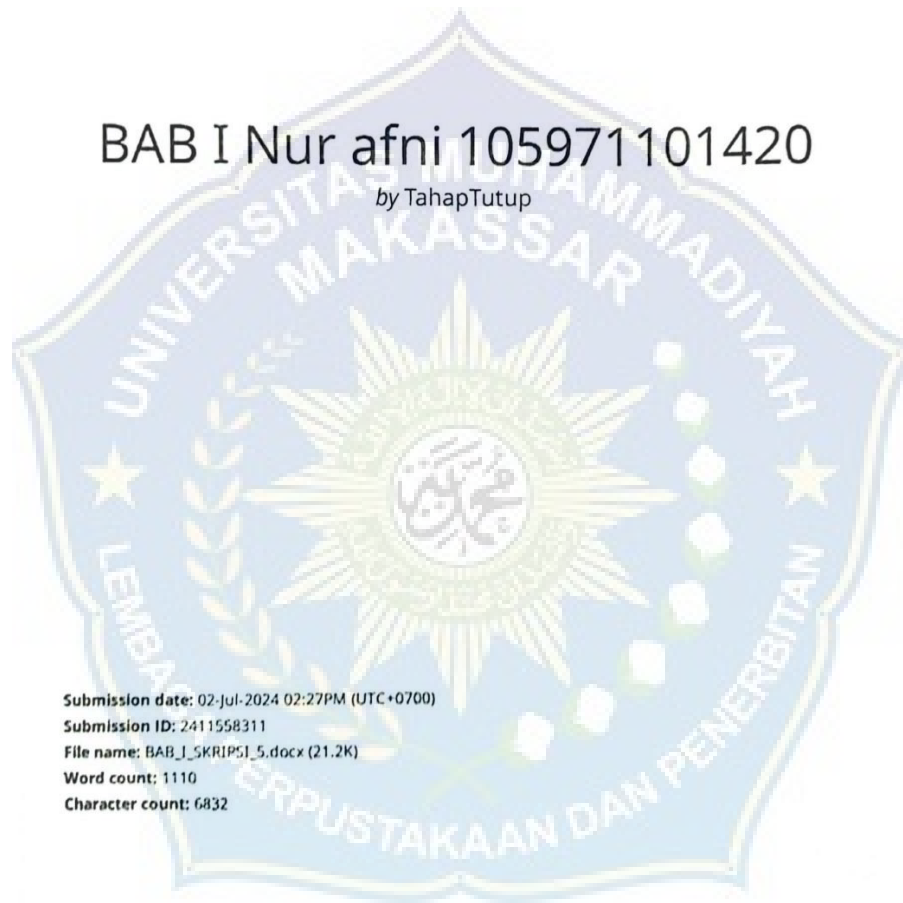 BAB I Nur afni 105971101420
by TahapTutup
UNIVERSITAS MUHAMMADIYAH
MAKASSAR
محمد
LEMBAGA PERPUSTAKAAN DAN PENERBITAN
Submission date: 02-Jul-2024 02:27PM (UTC+0700)
Submission ID: 2411558311
File name: BAB_I_SKRIPSI_5.docx (21.2K)
Word count: 1110
Character count: 6832